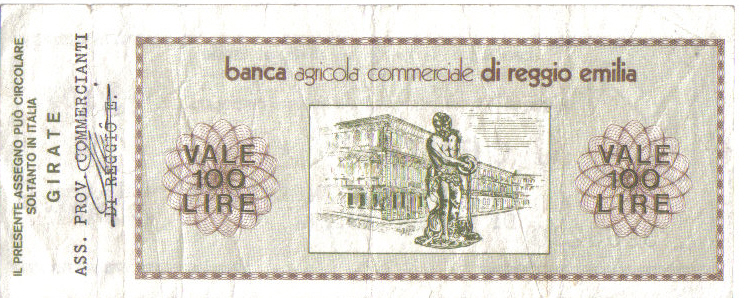 IL PRESENTE ASSEGNO PUÒ CIRCOLARE
SOLTANTO IN ITALIA
GIRATE
ASS. PROV. COMMERCIANTI
DI REGGIO E.
banca agricola commerciale di reggio emilia
VALE
100
LIRE
VALE
100
LIRE